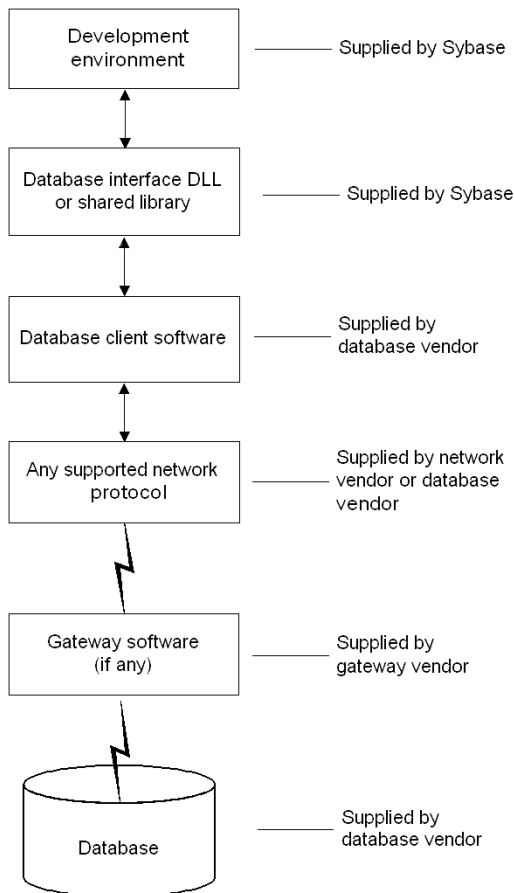 Development
environment
Supplied by Sybase
Database interface DLL
or shared library
Supplied by Sybase
Database client software
Supplied by
database vendor
Any supported network
protocol
Supplied by network
vendor or database
vendor
Gateway software
(if any)
Supplied by
gateway vendor
Database
Supplied by
database vendor